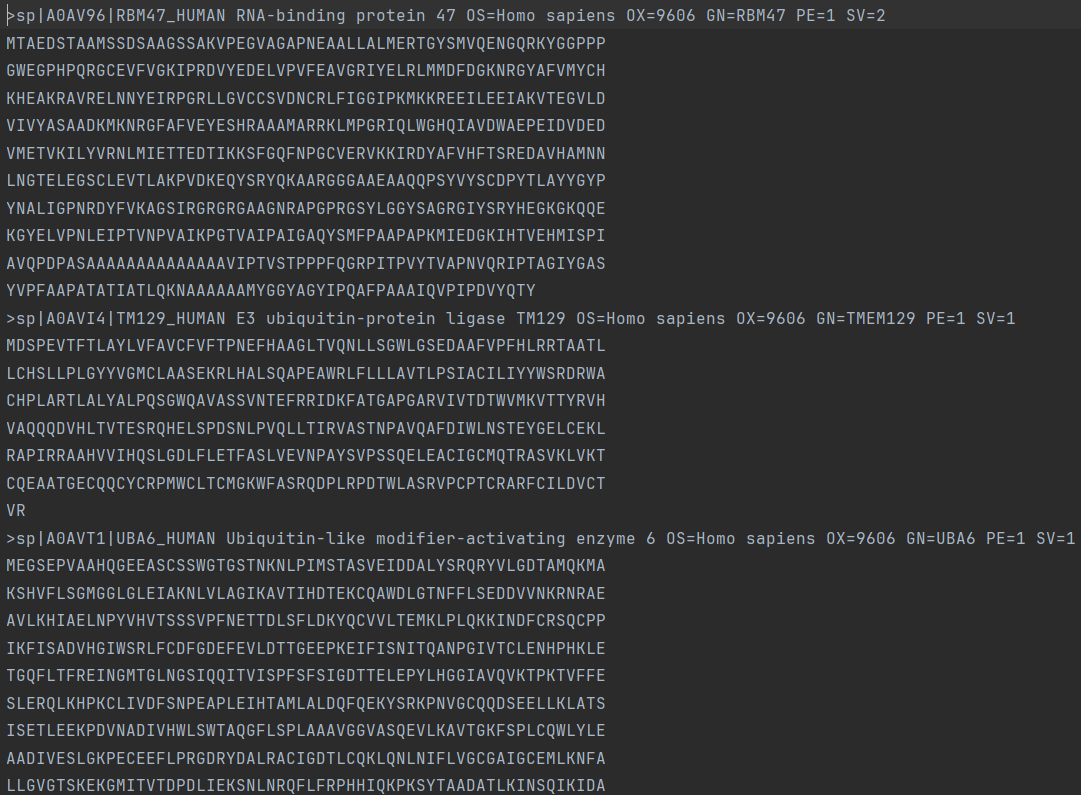 >sp|A0AV96|RBM47_HUMAN RNA-binding protein 47 OS=Homo sapiens OX=9606 GN=RBM47 PE=1 SV=2
MTAEDSTAAMSSDSAAGSSAKVPEGVAGAPNEAALLALMERTGYSMVQENGQRKYGGPPP
GWEGPHPQRGCEVFVGKIPRDVYEDELVPVFEAVGRIYELRLMMDFDGKNRGYAFVMYCH
KHEAKRAVRELNNYEIRPGRLLGVCCSVDNCRLFIGGIPKMKKREEILEEIAKVTEGVLD
VIVYASAADKMKNRGFAFVEYESHRAAAMARRKLMPGRIQLWGHQIAVDWAEPEIDVDED
VMETVKILYVRNLMIETTEDTIKKSFGQFNPGCVERVKKIRDYAFVHFTSREDAVHAMNN
LNGTELEGSCLEVTLAKPVDKEQYSRYQKAARGGGAAEAAQQPSYVYSCDPYTLAYYGYP
YNALIGPNRDYFVKAGSIRGRGRGAAGNRAPGPRGSYLGGYSAGRGIYSRYHEGKGKQQE
KGYELVPNLEIPTVNPVAIKPGTVAIPAIGAQYSMFPAAPAPKMIEDGKIHTVEHMISPI
AVQPDPASAAAAAAAAAAAAAAVIPTVSTPPPFQGRPITPVYTVAPNVQRIPTAGIYGAS
YVPFAAPATATIATLQKNAAAAAAMYGGYAGYIPQAFPAAAIQVPIPDVYQTY
>sp|A0AVI4|TM129_HUMAN E3 ubiquitin-protein ligase TM129 OS=Homo sapiens OX=9606 GN=TMEM129 PE=1 SV=1
MDSPEVTFTLAYLVFAVCFVFTPNEFHAAGLTVQNLLSGWLGSEDAAFVPFHLRRTAATL
LCHSLLPLGYYVGMCLAASEKRLHALSQAPEAWRLFLLLAVTLPSIACILIYYWSRDRWA
CHPLARTLALYALPQSGWQAVASSVNTEFRRIDKFATGAPGARVIVTDTWVMKVTTYRVH
VAQQQDVHLTVTESRQHELSPDSNLPVQLLTIRVASTNPAVQAFDIWLNSTEYGELCEKL
RAPIRRAAHVVIHQSLGDLFLETFASLVEVNPAYSVPSSQELEACIGCMQTRASVKLVKT
CQEAATGECQQCYCRPMWCLTCMGKWFASRQDPLRPDTWLASRVPCPTCRARFCILDVCT
VR
>sp|A0AVT1|UBA6_HUMAN Ubiquitin-like modifier-activating enzyme 6 OS=Homo sapiens OX=9606 GN=UBA6 PE=1 SV=1
MEGSEPVAAHQGEEASCSSWGTGSTNKNLPIMSTASVEIDDALYSRQRYVLGDTAMQKMA
KSHVFLSGMGGLGLEIAKNLVLAGIKAVTIHDTEKCQAWDLGTNFFLSEDDVVNKRNRAE
AVLKHIAELNPYVHVTSSSVPFNETTDLSFLDKYQCVVLTEMKLPLQKKINDFCRSQCPP
IKFISADVHGIWSRLFCDFGDEFEVLDTTGEEPKEIFISNITQANPGIVTCLENHPHKLE
TGQFLTFREINGMTGLNGSIQQITVISPFSFSIGDTTELEPYLHGGIAVQVKTPKTVFFE
SLERQLKHPKCLIVDFSNPEAPLEIHTAMLALDQFQEKYSRKPNVGCQQDSEELLKLATS
ISETLEEKPDVNADIVHWLSWTAQGFLSPLAAAVGGVASQEVLKAVTGKFSPLCQWLYLE
AADIVESLGKPECEEFLPRGDRYDALRACIGDTLCQKLQNLNIFLVGCGAIGCEMLKNFA
LLGVGTSKEKGMITVTDPDLIEKSNLNRQFLFRPHHIQKPKSYTAADATLKINSQIKIDA